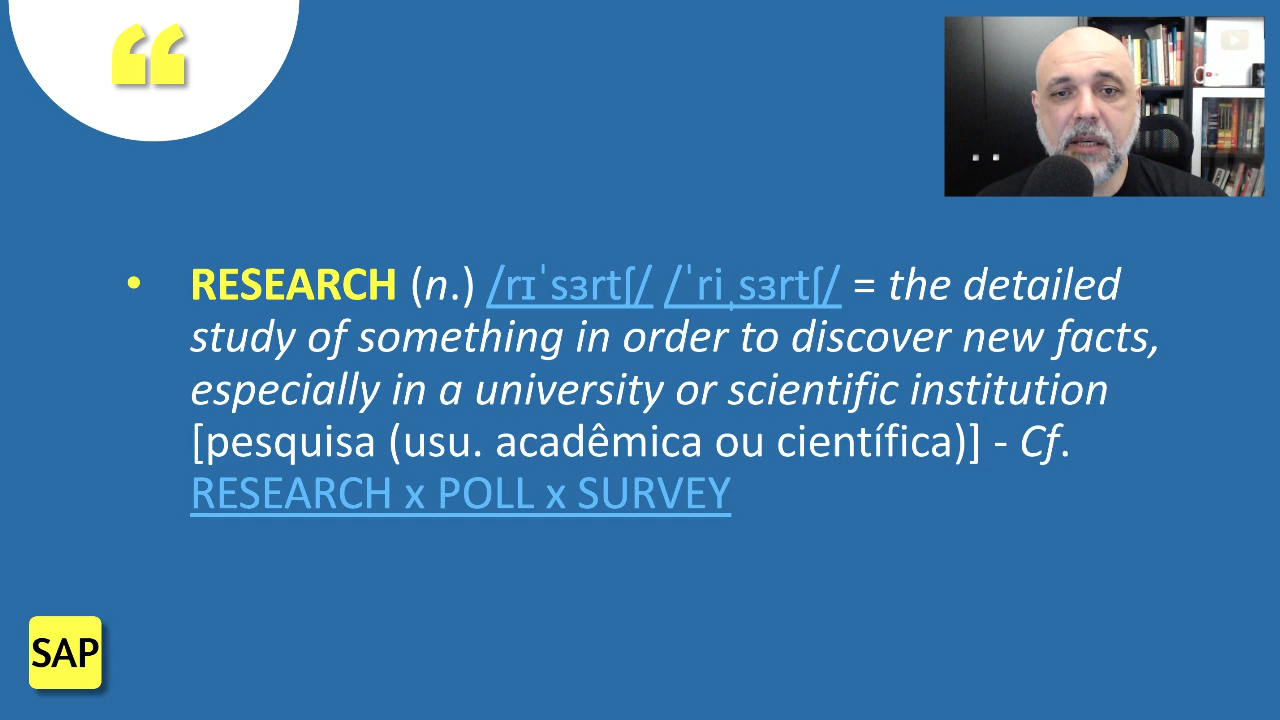 “
• RESEARCH (n.) /rɪˈsɜrtʃ/ /ˈriˌsɜrtʃ/ = the detailed
study of something in order to discover new facts,
especially in a university or scientific institution
[pesquisa (usu. acadêmica ou científica)] - Cf.
RESEARCH x POLL x SURVEY
SAP